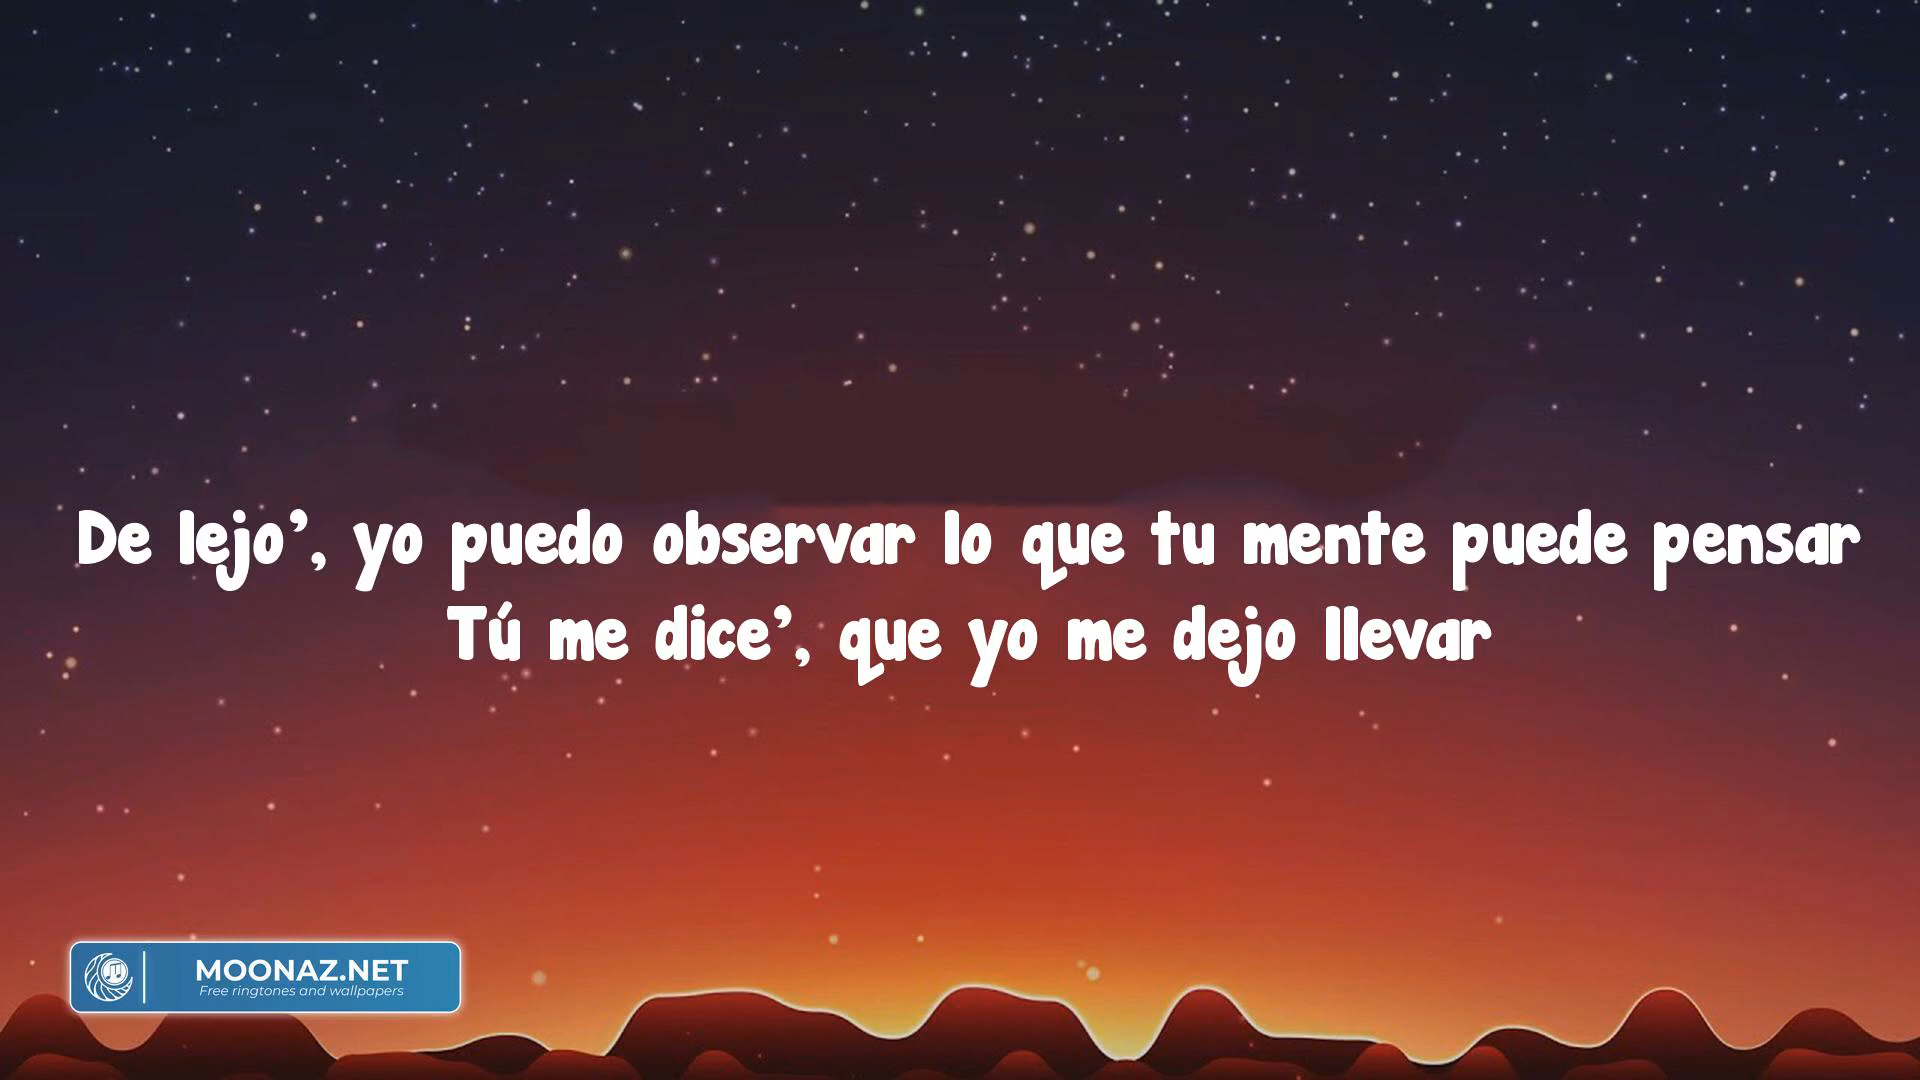 De lejo’, yo puedo observar lo que tu mente puede pensar
Tú me dice’, que yo me dejo llevar
MOONAZ.NET
Free ringtones and wallpapers